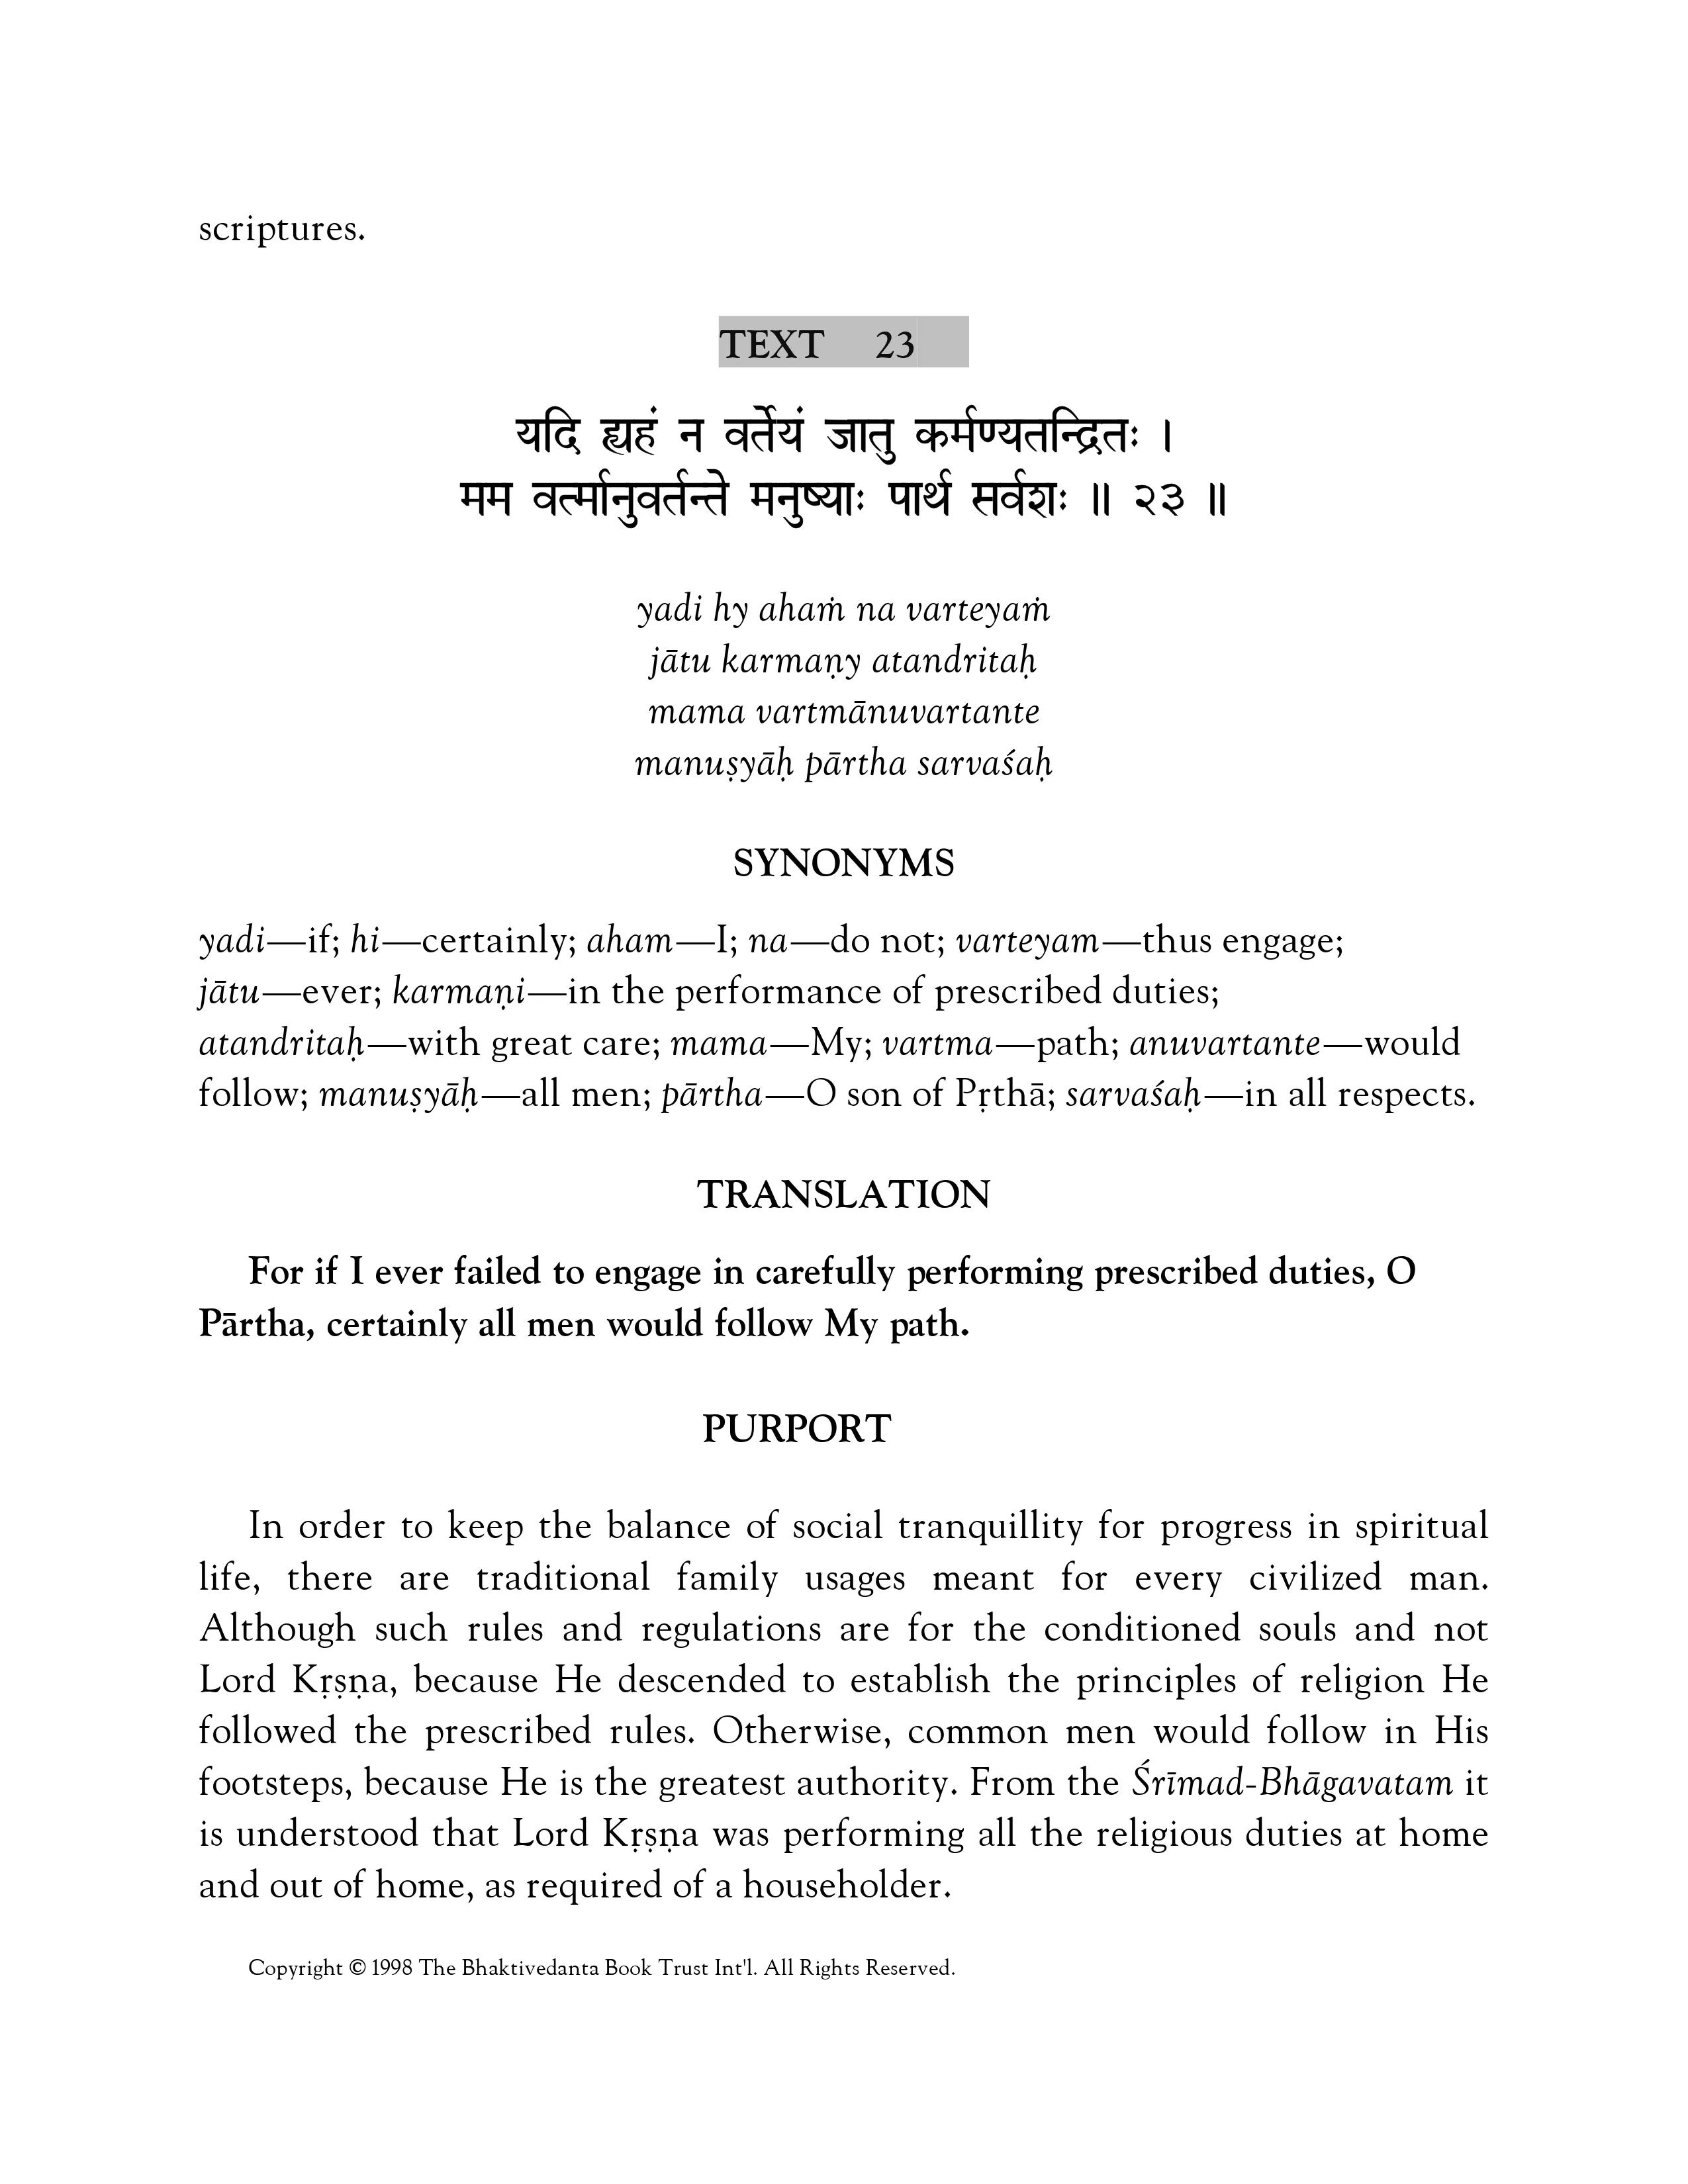 scriptures.
TEXT 23
यदि ह्यहं न वर्तेयं जातु कर्मण्यतन्द्रितः ।
मम वर्त्मानुवर्तन्ते मनुष्याः पार्थ सर्वशः ॥ २३ ॥
yadi hy ahaṁ na varteyaṁ
jātu karmaṇy atandritaḥ
mama vartmānuvartante
manuṣyāḥ pārtha sarvaśaḥ
SYNONYMS
yadi—if; hi—certainly; aham—I; na—do not; varteyam—thus engage;
jātu—ever; karmaṇi—in the performance of prescribed duties;
atandritaḥ—with great care; mama—My; vartma—path; anuvartante—would
follow; manuṣyāḥ—all men; pārtha—O son of Pṛthā; sarvaśaḥ—in all respects.
TRANSLATION
For if I ever failed to engage in carefully performing prescribed duties, O
Pārtha, certainly all men would follow My path.
PURPORT
In order to keep the balance of social tranquillity for progress in spiritual
life, there are traditional family usages meant for every civilized man.
Although such rules and regulations are for the conditioned souls and not
Lord Kṛṣṇa, because He descended to establish the principles of religion He
followed the prescribed rules. Otherwise, common men would follow in His
footsteps, because He is the greatest authority. From the Śrīmad-Bhāgavatam it
is understood that Lord Kṛṣṇa was performing all the religious duties at home
and out of home, as required of a householder.
Copyright © 1998 The Bhaktivedanta Book Trust Int'l. All Rights Reserved.